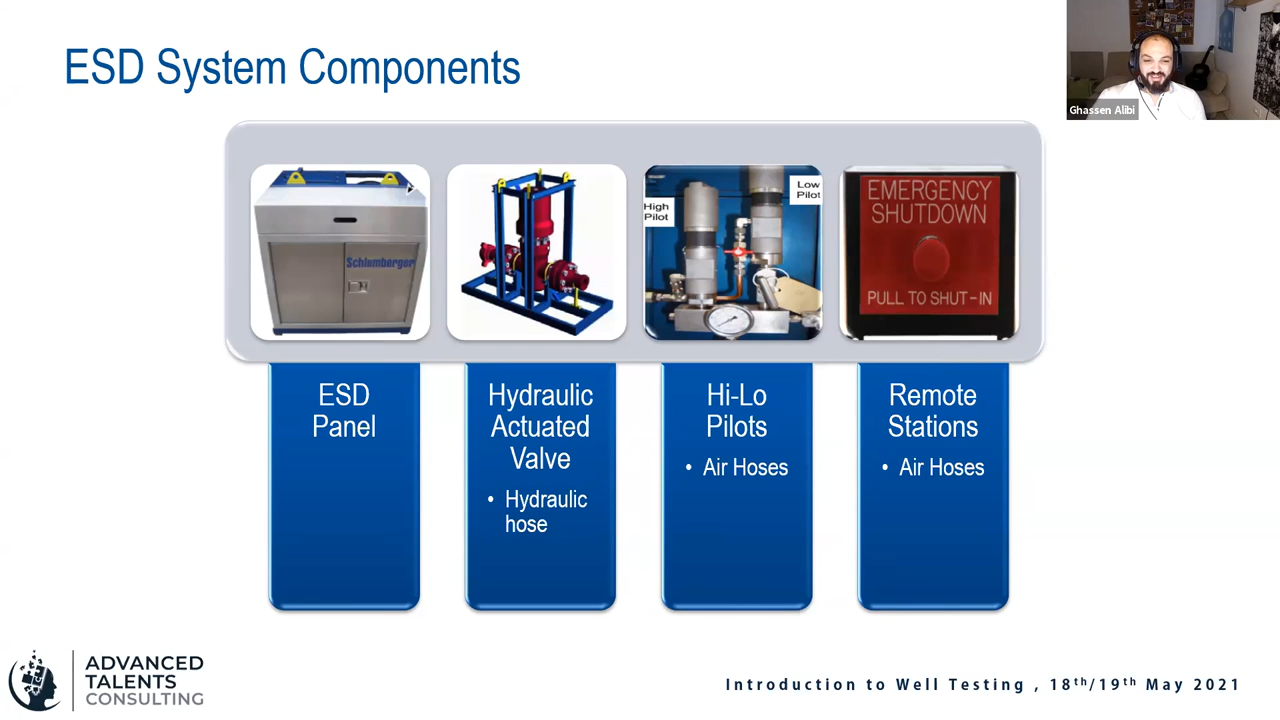 ESD System Components
Ghassen Alibi
Schlumberger
High
Pilot
Low
Pilot
EMERGENCY
SHUTDOWN
PULL TO SHUT-IN
ESD
Panel
Hydraulic
Actuated
Valve
• Hydraulic
hose
Hi-Lo
Pilots
• Air Hoses
Remote
Stations
• Air Hoses
ADVANCED
TALENTS
CONSULTING
Introduction to Well Testing , 18th/19th May 2021